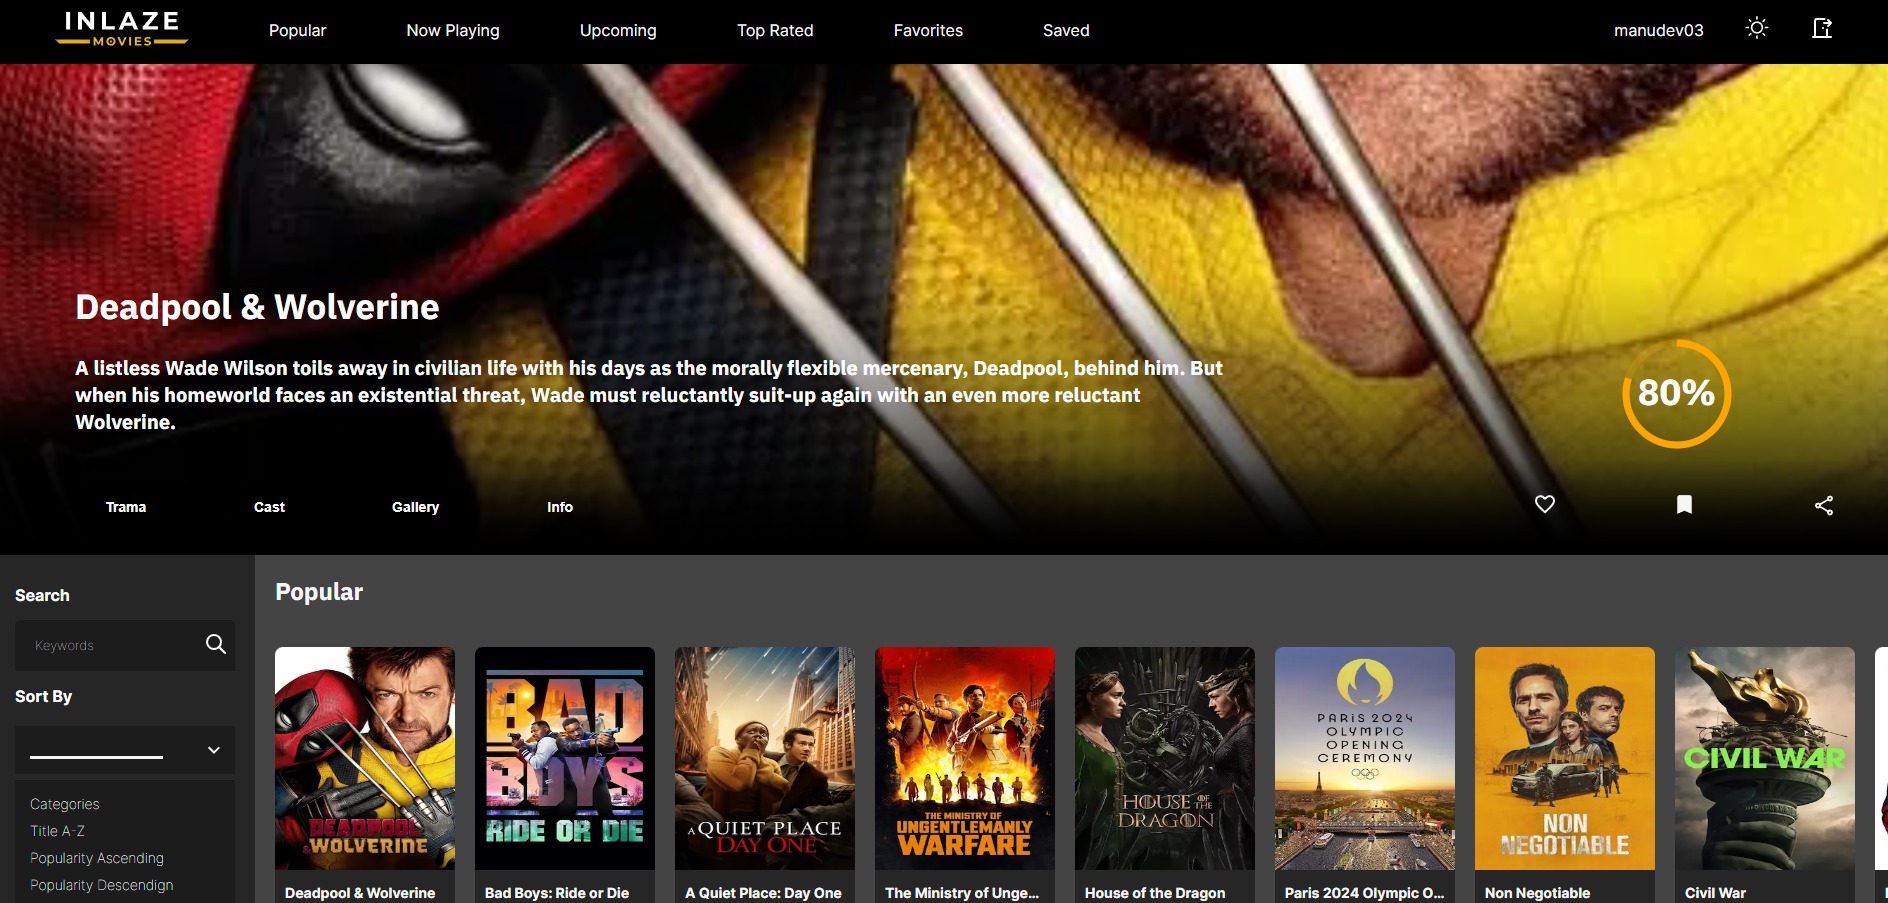 INLAZE
MOVIES
Popular
Now Playing
Upcoming
Top Rated
Favorites
Saved
manudev03
Deadpool & Wolverine
A listless Wade Wilson toils away in civilian life with his days as the morally flexible mercenary, Deadpool, behind him. But
when his homeworld faces an existential threat, Wade must reluctantly suit-up again with an even more reluctant
Wolverine.
80%
Trama
Cast
Gallery
Info
Search
Keywords
Sort By
Categories
Title A-Z
Popularity Ascending
Popularity Descendign
Popular
DEADPOOL
& WOLVERINE
Deadpool & Wolverine
BAD
BOYS
RIDE OR DIE
Bad Boys: Ride or Die
A QUIET PLACE
DAY ONE
A Quiet Place: Day One
THE MINISTRY OF
UNGENTLEMANLY
WARFARE
The Ministry of Unge...
HOUSE OF THE
DRAGON
House of the Dragon
PARIS 2024
OLYMPIC
OPENING
CEREMONY
Paris 2024 Olympic O...
NON
NEGOTIABLE
Non Negotiable
CIVIL WAR
Civil War